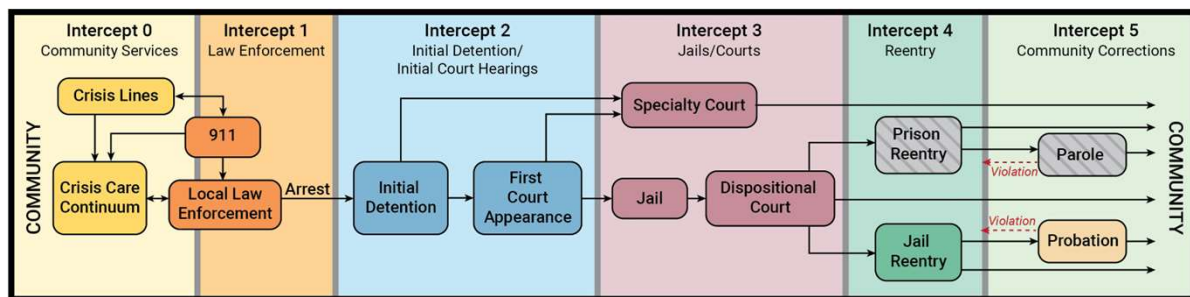 Intercept 0
Community Services
Intercept 1
Law Enforcement
Intercept 2
Initial Detention/
Initial Court Hearings
Intercept 3
Jails/Courts
Intercept 4
Reentry
Intercept 5
Community Corrections
COMMUNITY
Crisis Lines
Crisis Care
Continuum
911
Local Law
Enforcement
Arrest
Initial
Detention
First
Court
Appearance
Specialty Court
Jail
Dispositional
Court
Prison
Reentry
Violation
Parole
Jail
Reentry
Violation
Probation
COMMUNITY